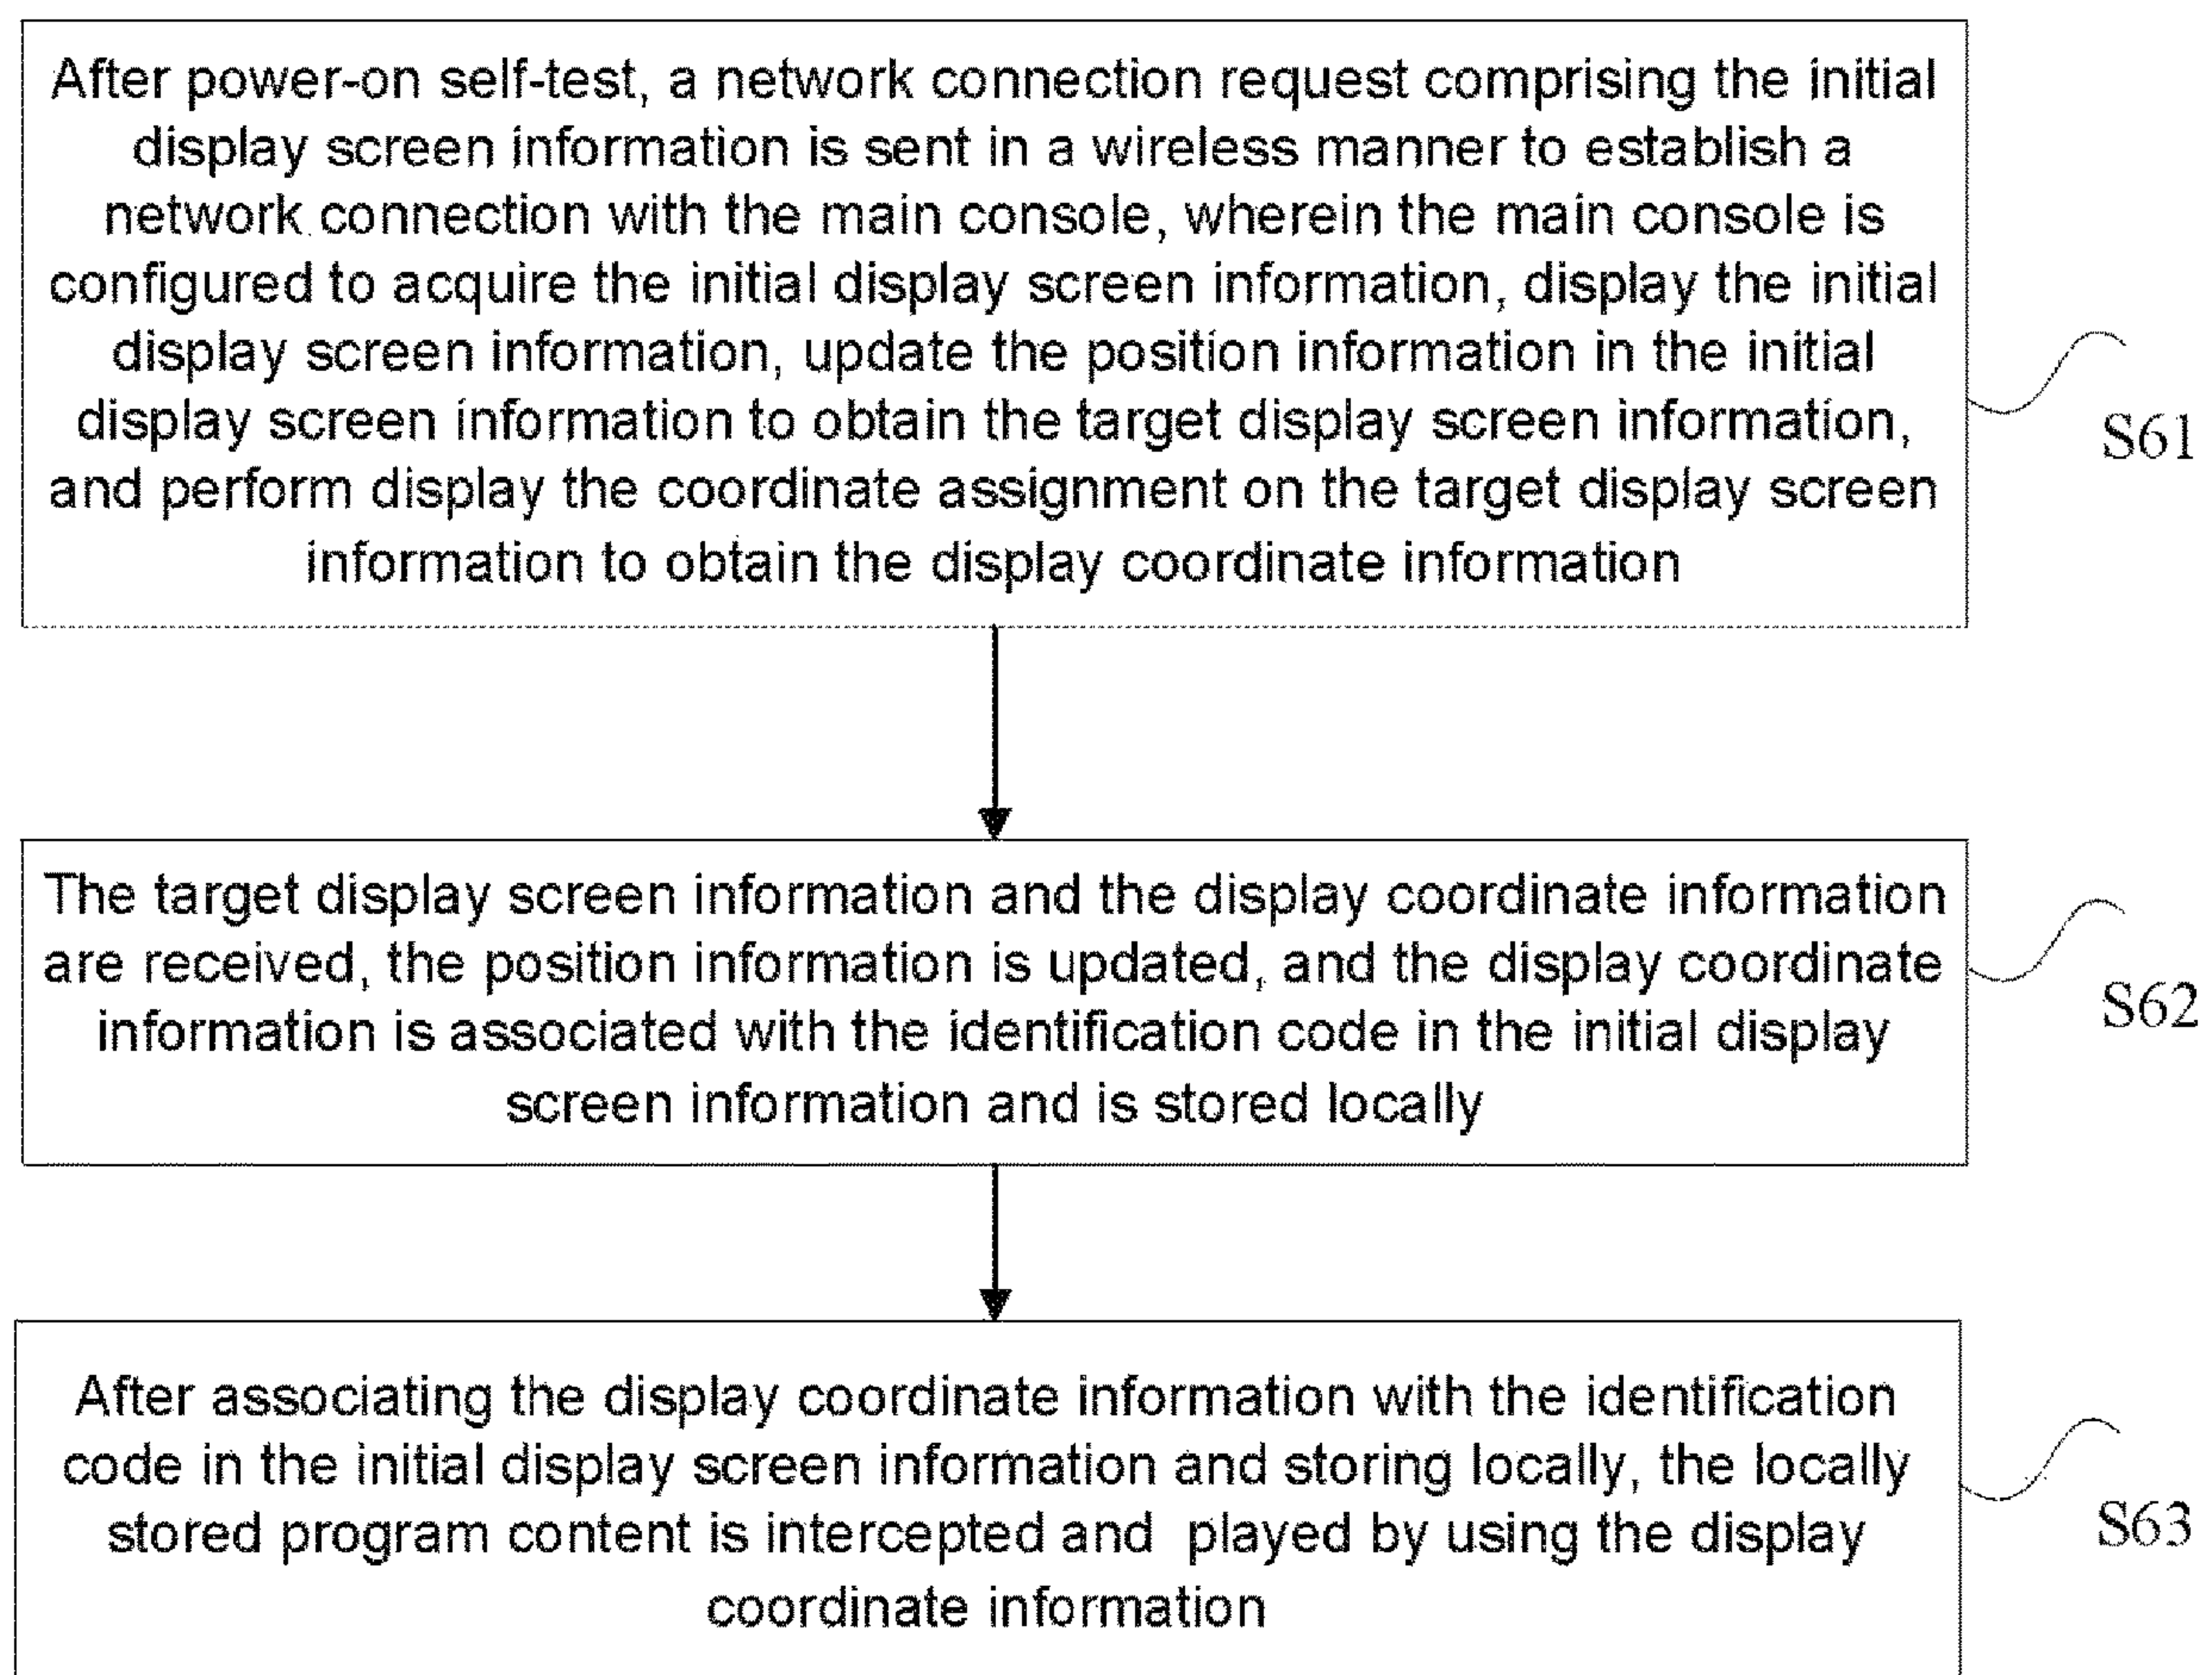 After power-on self-test, a network connection request comprising the initial
display screen information is sent in a wireless manner to establish a
network connection with the main console, wherein the main console is
configured to acquire the initial display screen information, display the initial
display screen information, update the position information in the initial
display screen information to obtain the target display screen information,
and perform display the coordinate assignment on the target display screen
information to obtain the display coordinate information
S61
The target display screen information and the display coordinate information
are received, the position information is updated, and the display coordinate
information is associated with the identification code in the initial display
screen information and is stored locally
S62
After associating the display coordinate information with the identification
code in the initial display screen information and storing locally, the locally
stored program content is intercepted and played by using the display
coordinate information
S63